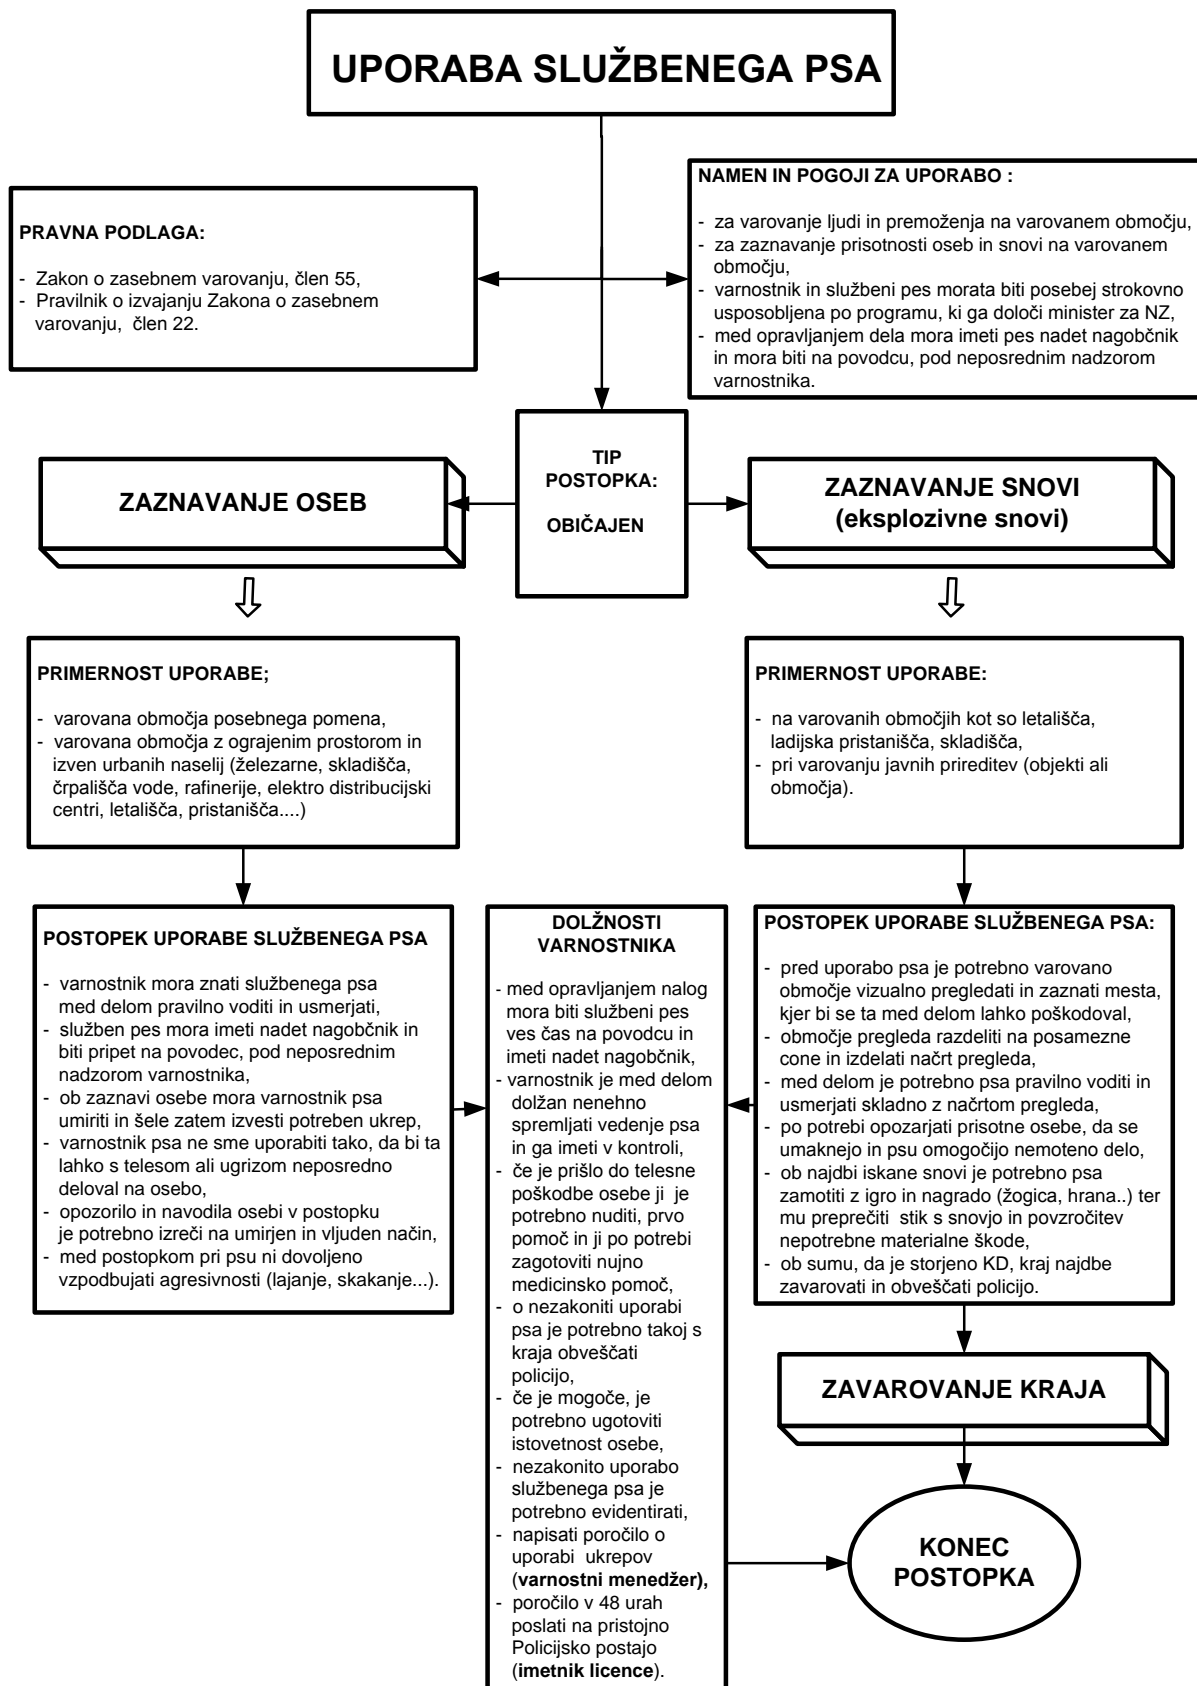 UPORABA SLUŽBENEGA PSA
PRAVNA PODLAGA:
- Zakon o zasebnem varovanju, člen 55,
- Pravilnik o izvajanju Zakona o zasebnem
varovanju, člen 22.
NAMEN IN POGOJI ZA UPORABO :
- za varovanje ljudi in premoženja na varovanem območju,
- za zaznavanje prisotnosti oseb in snovi na varovanem
območju,
- varnostnik in službeni pes morata biti posebej strokovno
usposobljena po programu, ki ga določi minister za NZ,
- med opravljanjem dela mora imeti pes nadet nagobčnik
in mora biti na povodcu, pod neposrednim nadzorom
varnostnika.
TIP
POSTOPKA:
OBIČAJEN
ZAZNAVANJE OSEB
ZAZNAVANJE SNOVI
(eksplozivne snovi)
PRIMERNOST UPORABE;
- varovana območja posebnega pomena,
- varovana območja z ograjenim prostorom in
izven urbanih naselij (železarne, skladišča,
črpališča vode, rafinerije, elektro distribucijski
centri, letališča, pristanišča....)
PRIMERNOST UPORABE:
- na varovanih območjih kot so letališča,
ladijska pristanišča, skladišča,
- pri varovanju javnih prireditev (objekti ali
območja).
POSTOPEK UPORABE SLUŽBENEGA PSA
- varnostnik mora znati službenega psa
med delom pravilno voditi in usmerjati,
- služben pes mora imeti nadet nagobčnik in
biti pripet na povodec, pod neposrednim
nadzorom varnostnika,
- ob zaznavi osebe mora varnostnik psa
umiriti in šele zatem izvesti potreben ukrep,
- varnostnik psa ne sme uporabiti tako, da bi ta
lahko s telesom ali ugrizom neposredno
deloval na osebo,
- opozorilo in navodila osebi v postopku
je potrebno izreči na umirjen in vljuden način,
- med postopkom pri psu ni dovoljeno
vzpodbujati agresivnosti (lajanje, skakanje...).
DOLŽNOSTI
VARNOSTNIKA
- med opravljanjem nalog
mora biti službeni pes
ves čas na povodcu in
imeti nadet nagobčnik,
- varnostnik je med delom
dolžan nenehno
spremljati vedenje psa
in ga imeti v kontroli,
- če je prišlo do telesne
poškodbe osebe ji je
potrebno nuditi, prvo
pomoč in ji po potrebi
zagotoviti nujno
medicinsko pomoč,
- o nezakoniti uporabi
psa je potrebno takoj s
kraja obveščati
policijo,
- če je mogoče, je
potrebno ugotoviti
istovetnost osebe,
- nezakonito uporabo
službenega psa je
potrebno evidentirati,
- napisati poročilo o
uporabi ukrepov
(varnostni menedžer),
- poročilo v 48 urah
poslati na pristojno
Policijsko postajo
(imetnik licence).
POSTOPEK UPORABE SLUŽBENEGA PSA:
- pred uporabo psa je potrebno varovano
območje vizualno pregledati in zaznati mesta,
kjer bi se ta med delom lahko poškodoval,
- območje pregleda razdeliti na posamezne
cone in izdelati načrt pregleda,
- med delom je potrebno psa pravilno voditi in
usmerjati skladno z načrtom pregleda,
- po potrebi opozarjati prisotne osebe, da se
umaknejo in psu omogočijo nemoteno delo,
- ob najdbi iskane snovi je potrebno psa
zamotiti z igro in nagrado (žogica, hrana..) ter
mu preprečiti stik s snovjo in povzročitev
nepotrebne materialne škode,
- ob sumu, da je storjeno KD, kraj najdbe
zavarovati in obveščati policijo.
ZAVAROVANJE KRAJA
KONEC
POSTOPKA